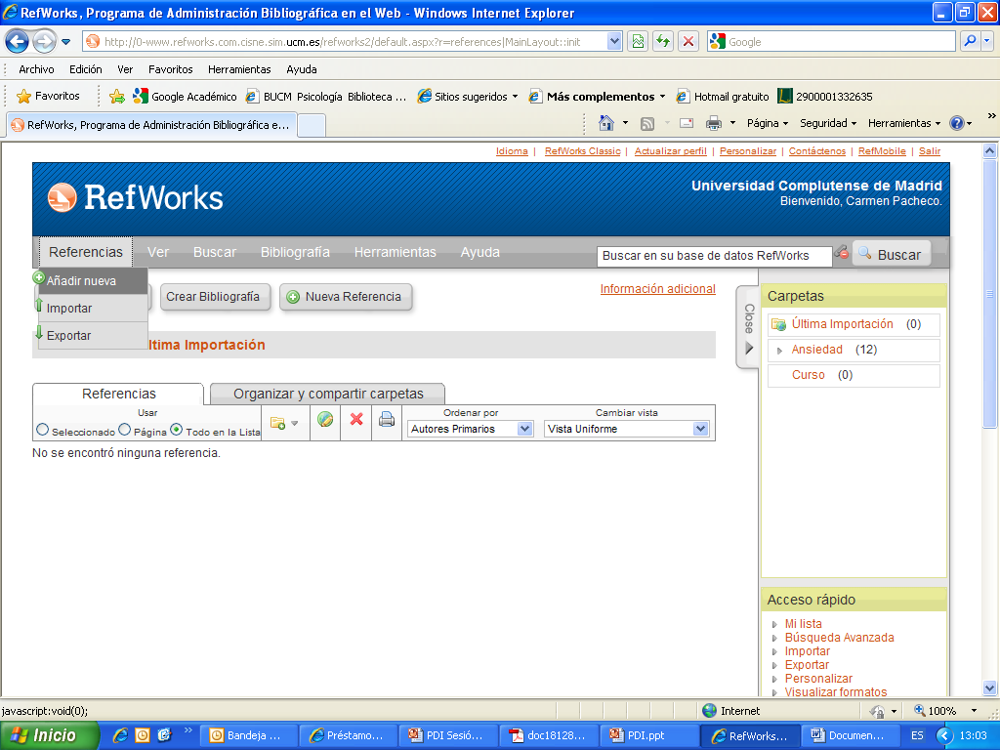 RefWorks, Programa de Administración Bibliográfica en el Web - Windows Internet Explorer
http://0-www.refworks.com.cisne.sim.ucm.es/refworks2/default.aspx?r=references|MainLayout::init
Google
Archivo Edición Ver Favoritos Herramientas Ayuda
Favoritos Google Académico BUCM Psicología Biblioteca ... Sitios sugeridos Más complementos Hotmail gratuito 2900001332635
RefWorks, Programa de Administración Bibliográfica e... Página Seguridad Herramientas »
Idioma | RefWorks Classic | Actualizar perfil | Personalizar | Contáctenos | RefMobile | Salir
RefWorks
Universidad Complutense de Madrid
Bienvenido, Carmen Pacheco.
Referencias Ver Buscar Bibliografía Herramientas Ayuda Buscar en su base de datos RefWorks Buscar
Añadir nueva
Importar
Exportar
Crear Bibliografía Nueva Referencia Información adicional
ltima Importación
Close
Carpetas
Última Importación (0)
Ansiedad (12)
Curso (0)
Referencias Organizar y compartir carpetas
Usar Ordenar por Cambiar vista
Seleccionado Página Todo en la Lista Autores Primarios Vista Uniforme
No se encontró ninguna referencia.
Acceso rápido
Mi lista
Búsqueda Avanzada
Importar
Exportar
Personalizar
Visualizar formatos
javascript:void(0); Internet 100%
Inicio » Bandeja ... Préstamo... PDI Sesió... doc18128... PDI.ppt RefWorks... Documen... ES 13:03